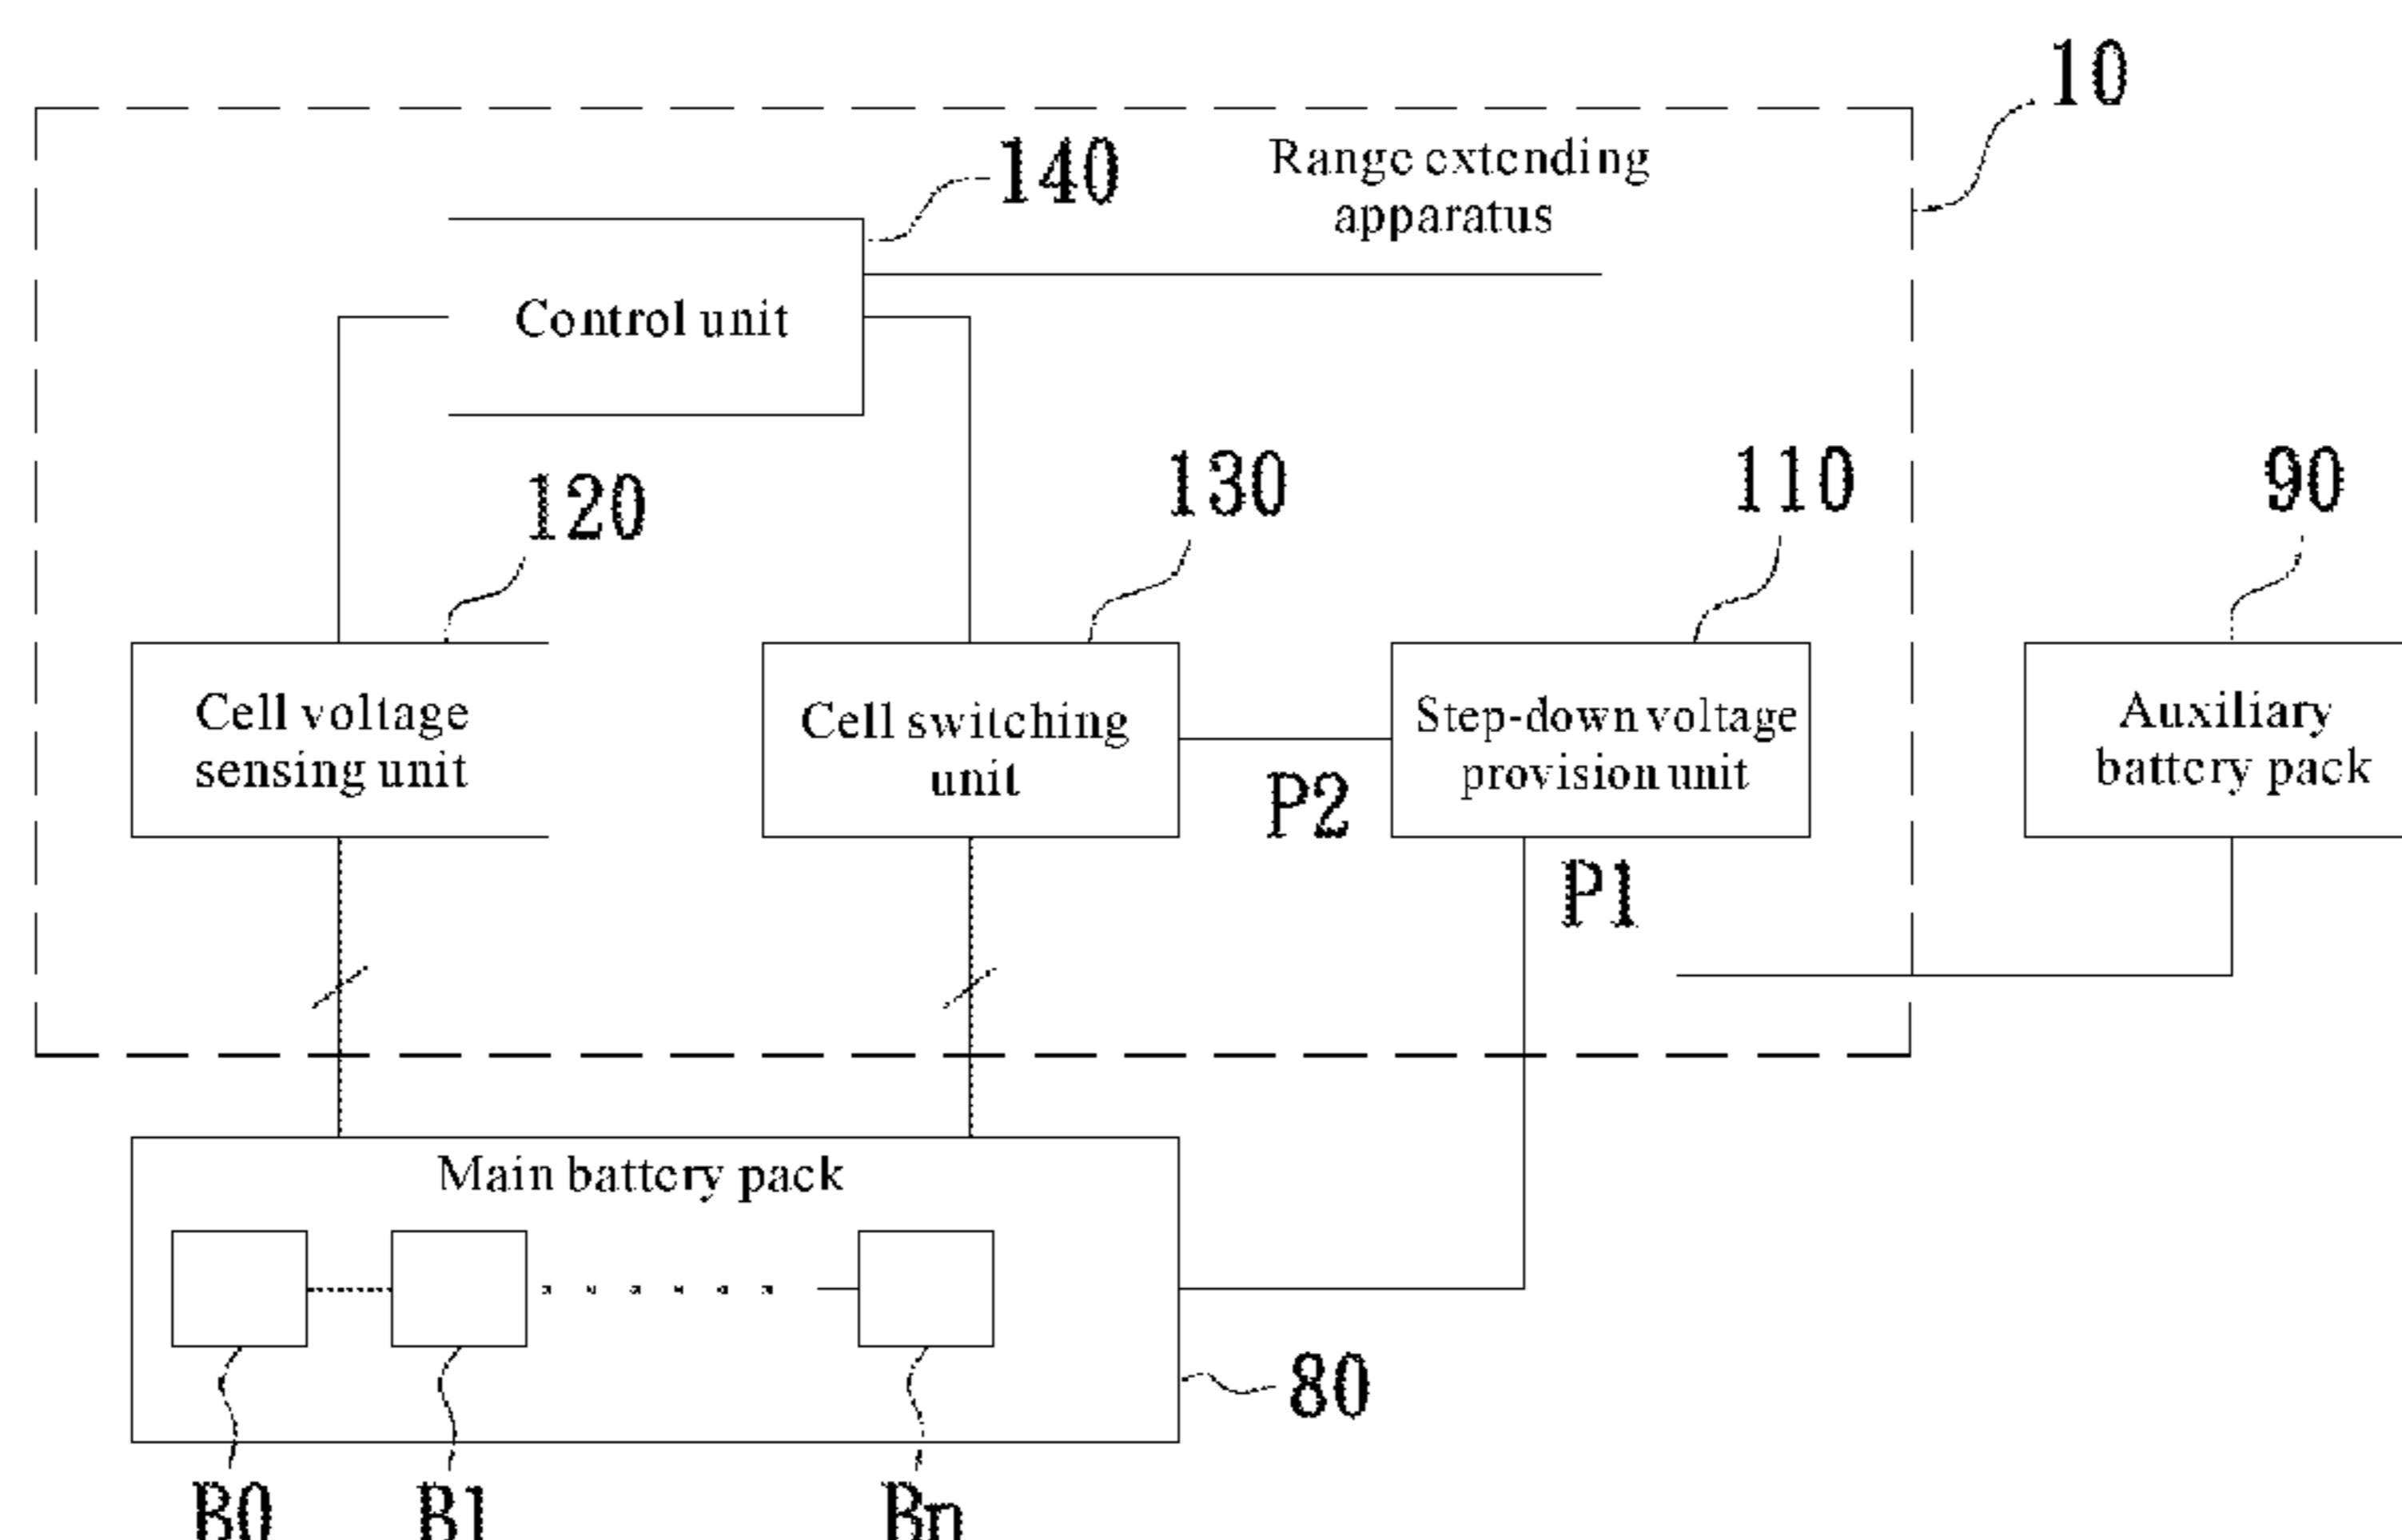 10
140
Range extending
apparatus
Control unit
120
130
110
90
Cell voltage
sensing unit
Cell switching
unit
Step-down voltage
provision unit
Auxiliary
battery pack
P2
P1
Main battery pack
80
B0
B1
Bn